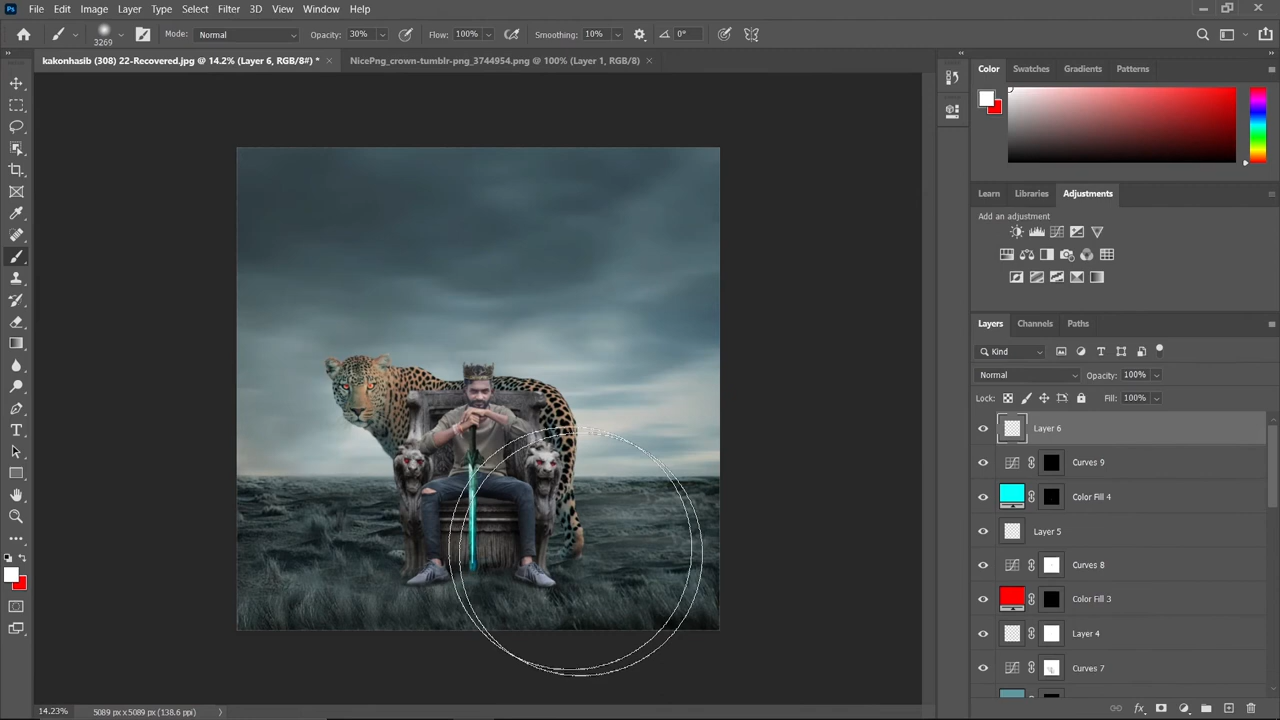 Ps File Edit Image Layer Type Select Filter 3D View Window Help
3269 Mode: Normal Opacity: 30% Flow: 100% Smoothing: 10% 0°
kakonhasib (308) 22-Recovered.jpg @ 14.2% (Layer 6, RGB/8#) * × NicePng_crown-tumblr-png_3744954.png @ 100% (Layer 1, RGB/8) ×
Color Swatches Gradients Patterns
Learn Libraries Adjustments
Add an adjustment
Layers Channels Paths
Kind
Normal Opacity: 100%
Lock: Fill: 100%
Layer 6
Curves 9
Color Fill 4
Layer 5
Curves 8
Color Fill 3
Layer 4
Curves 7
14.23% 5089 px x 5089 px (138.6 ppi)